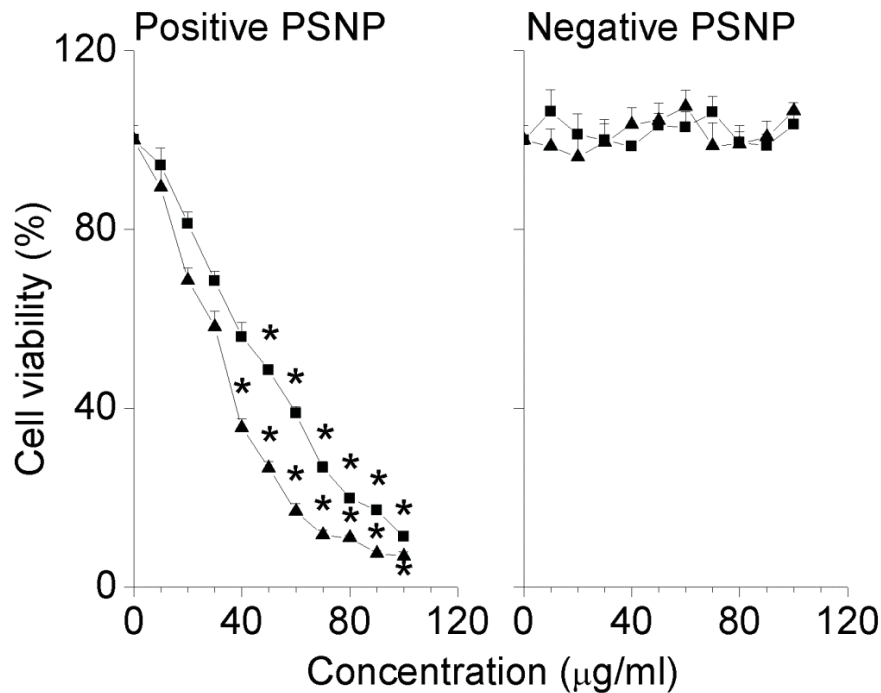 Positive PSNP
Negative PSNP
120
80
40
0
Cell viability (%)
* * * * * *
* * * * * * *
0 40 80 120
0 40 80 120
Concentration (μg/ml)